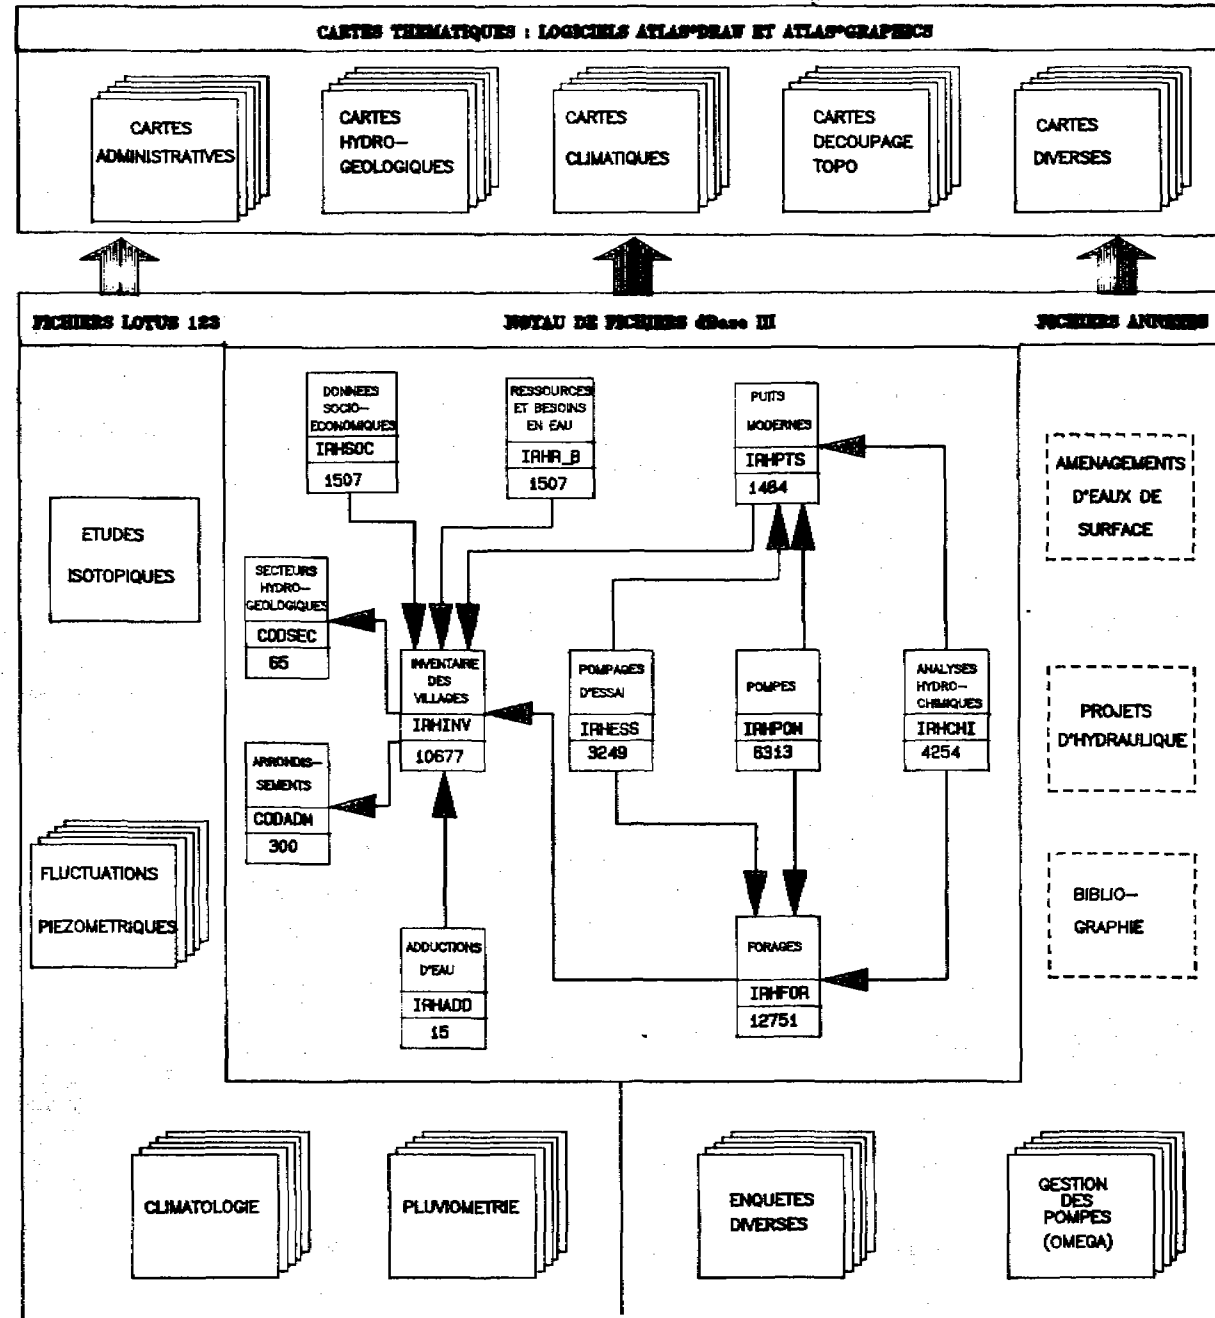 CARTES THEMATIQUES : LOGICIELS ATLAS*DRAW ET ATLAS*GRAPHICS
CARTES
ADMINISTRATIVES
CARTES
HYDRO-
GEOLOGIQUES
CARTES
CLIMATIQUES
CARTES
DECOUPAGE
TOPO
CARTES
DIVERSES
FICHIERS LOTUS 123
NOYAU DE FICHIERS dBase III
FICHIERS ANNEXES
DONNEES
SOCIO-
ECONOMIQUES
IRHSOC
1507
RESSOURCES
ET BESOINS
EN EAU
IRHR_B
1507
PUITS
MODERNES
IRHPTS
1464
AMENAGEMENTS
D'EAUX DE
SURFACE
ETUDES
ISOTOPIQUES
SECTEURS
HYDRO-
GEOLOGIQUES
CODSEC
65
INVENTAIRE
DES
VILLAGES
IRHINV
10677
POMPAGES
D'ESSAI
IRHESS
3249
POMPES
IRHPOM
6313
ANALYSES
HYDRO-
CHIMIQUES
IRHCHI
4254
PROJETS
D'HYDRAULIQUE
ARRONDIS-
SEMENTS
CODADM
300
FLUCTUATIONS
PIEZOMETRIQUES
BIBLIO-
GRAPHIE
ADDUCTIONS
D'EAU
IRHADD
15
FORAGES
IRHFOR
12751
CLIMATOLOGIE
PLUVIOMETRIE
ENQUETES
DIVERSES
GESTION
DES
POMPES
(OMEGA)